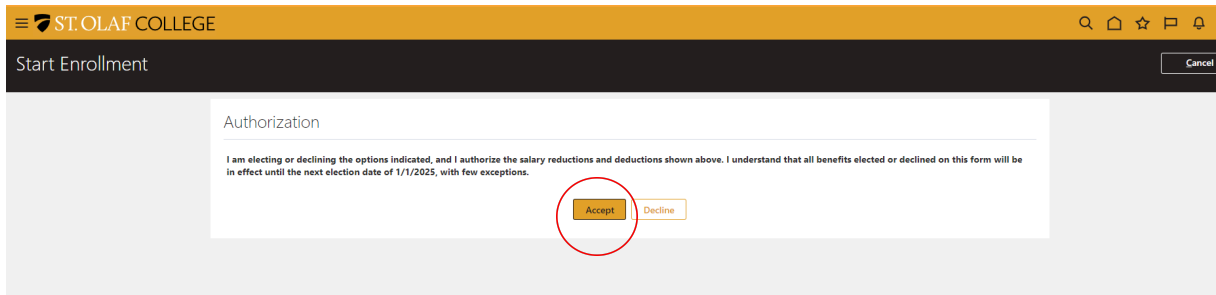 ST. OLAF COLLEGE
Start Enrollment
Cancel
Authorization
I am electing or declining the options indicated, and I authorize the salary reductions and deductions shown above. I understand that all benefits elected or declined on this form will be
in effect until the next election date of 1/1/2025, with few exceptions.
Accept Decline